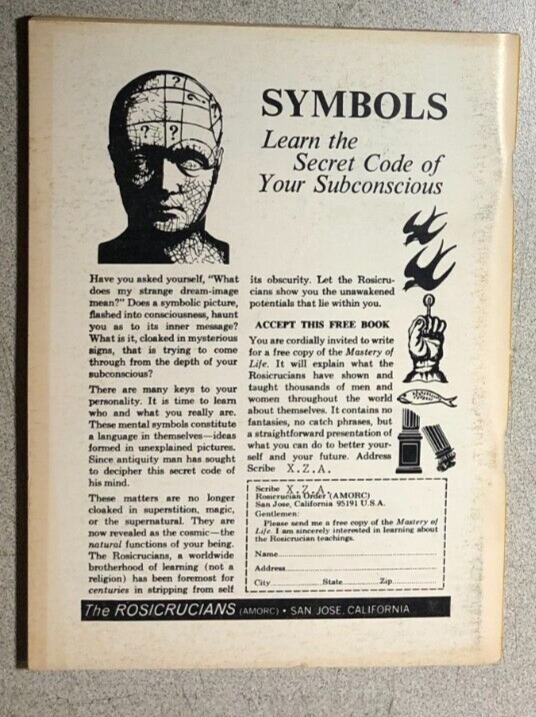 ? ?
? ?
SYMBOLS
Learn the
Secret Code of
Your Subconscious
Have you asked yourself, "What
does my strange dream-image
mean?" Does a symbolic picture,
flashed into consciousness, haunt
you as to its inner message?
What is it, cloaked in mysterious
signs, that is trying to come
through from the depth of your
subconscious?
There are many keys to your
personality. It is time to learn
who and what you really are.
These mental symbols constitute
a language in themselves—ideas
formed in unexplained pictures.
Since antiquity man has sought
to decipher this secret code of
his mind.
These matters are no longer
cloaked in superstition, magic,
or the supernatural. They are
now revealed as the cosmic—the
natural functions of your being.
The Rosicrucians, a worldwide
brotherhood of learning (not a
religion) has been foremost for
centuries in stripping from self
its obscurity. Let the Rosicru-
cians show you the unawakened
potentials that lie within you.
ACCEPT THIS FREE BOOK
You are cordially invited to write
for a free copy of the Mastery of
Life. It will explain what the
Rosicrucians have shown and
taught thousands of men and
women throughout the world
about themselves. It contains no
fantasies, no catch phrases, but
a straightforward presentation of
what you can do to better your-
self and your future. Address
Scribe X.Z.A.
Scribe X.Z.A.
Rosicrucian Order (AMORC)
San Jose, California 95191 U.S.A.
Gentlemen:
Please send me a free copy of the Mastery of
Life. I am sincerely interested in learning about
the Rosicrucian teachings.
Name
Address
City State Zip
The ROSICRUCIANS (AMORC) • SAN JOSE, CALIFORNIA